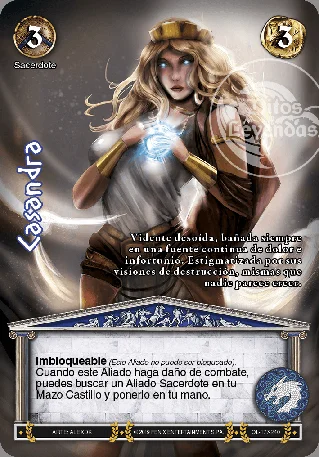 3
3
Sacerdote
Mitos
Leyendas
Casandra
Vidente desoída, bañada siempre
en una fuente continua de dolor e
infortunio. Estigmatizada por sus
visiones de destrucción, mismas que
nadie parece creer.
Imbloqueable (Este Aliado no puede ser bloqueado).
Cuando este Aliado haga daño de combate,
puedes buscar un Aliado Sacerdote en tu
Mazo Castillo y ponerlo en tu mano.